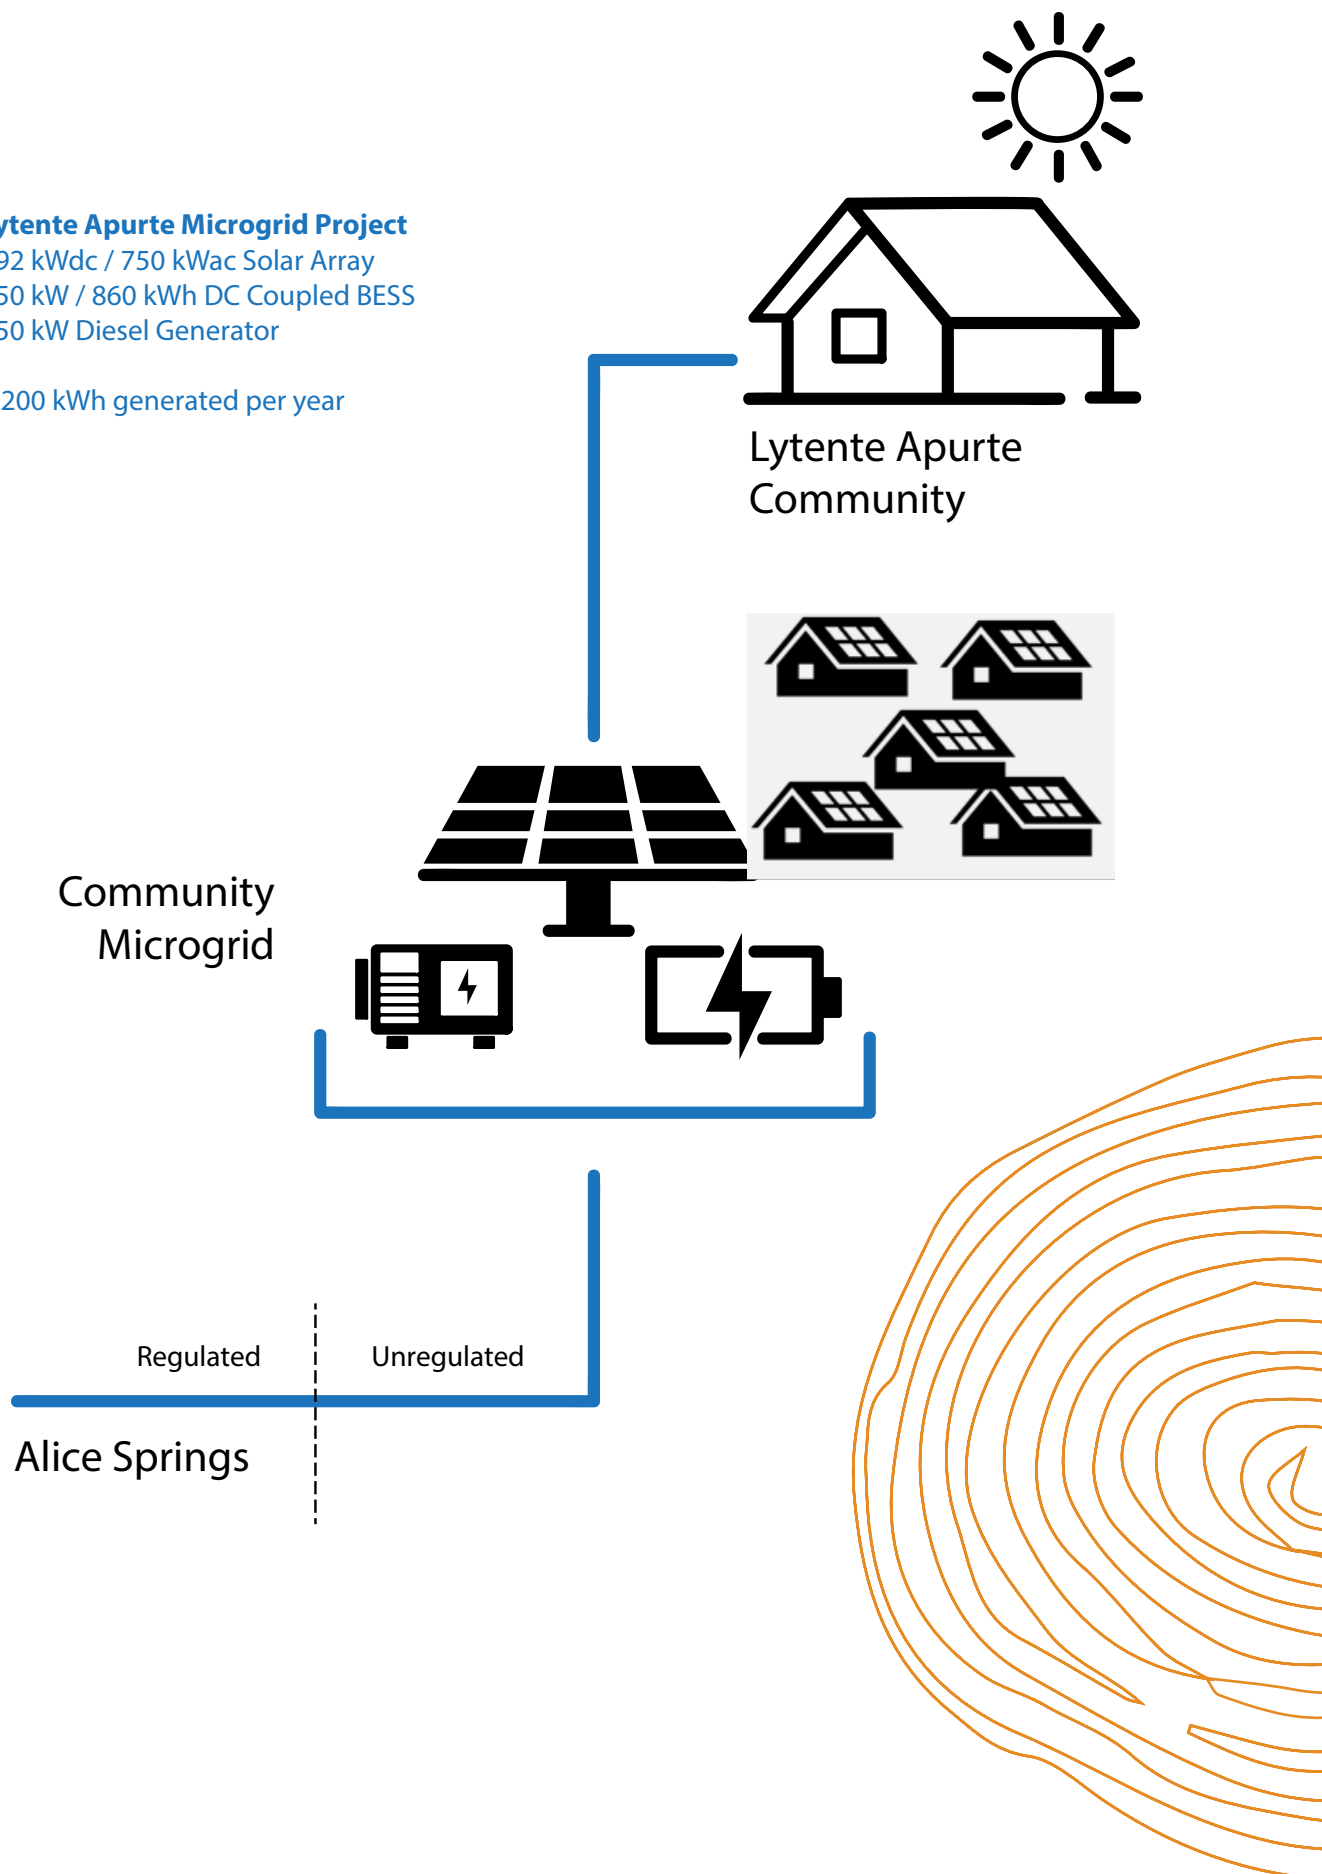 ytente Apurte Microgrid Project
92 kWdc / 750 kWac Solar Array
50 kW / 860 kWh DC Coupled BESS
50 kW Diesel Generator
200 kWh generated per year
Lytente Apurte
Community
Community
Microgrid
Regulated
Unregulated
Alice Springs